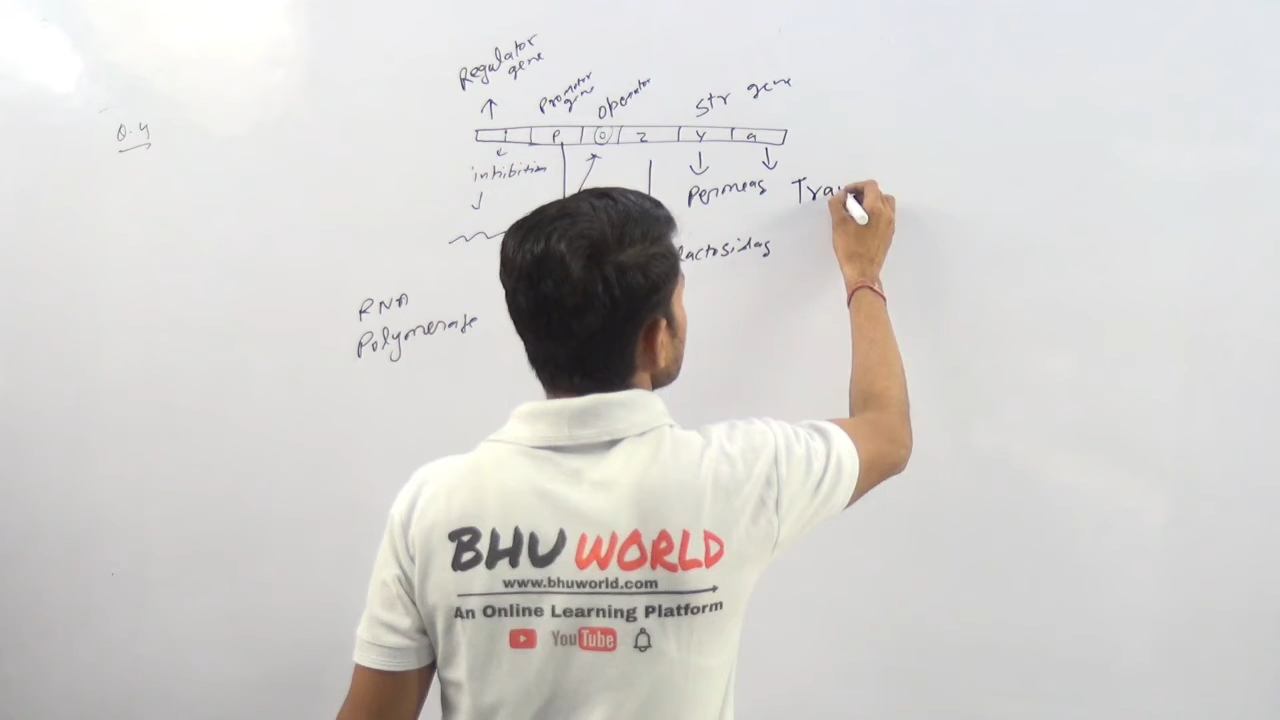 Regulator
gene
Promotor
gene
Operator
Str gene
Q.4
i P O z y a
inhibition
Permeas Tra
lactosidas
RNA
Polymerase
BHU WORLD
www.bhuworld.com
An Online Learning Platform
YouTube